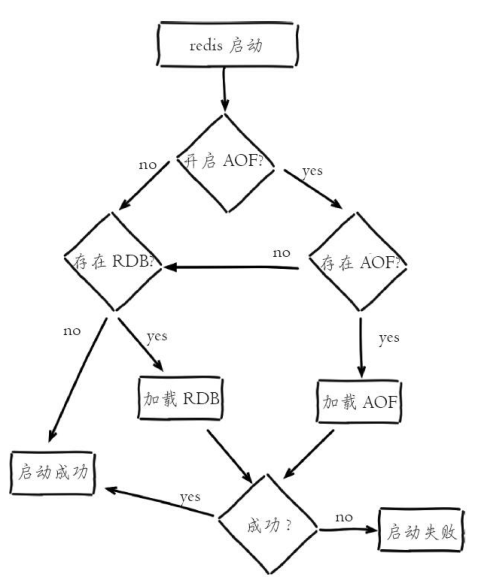 redis 启动
开启 AOF?
no
yes
存在 RDB?
no
存在 AOF?
no
yes
yes
加载 RDB
加载 AOF
启动成功
yes
成功?
no
启动失败